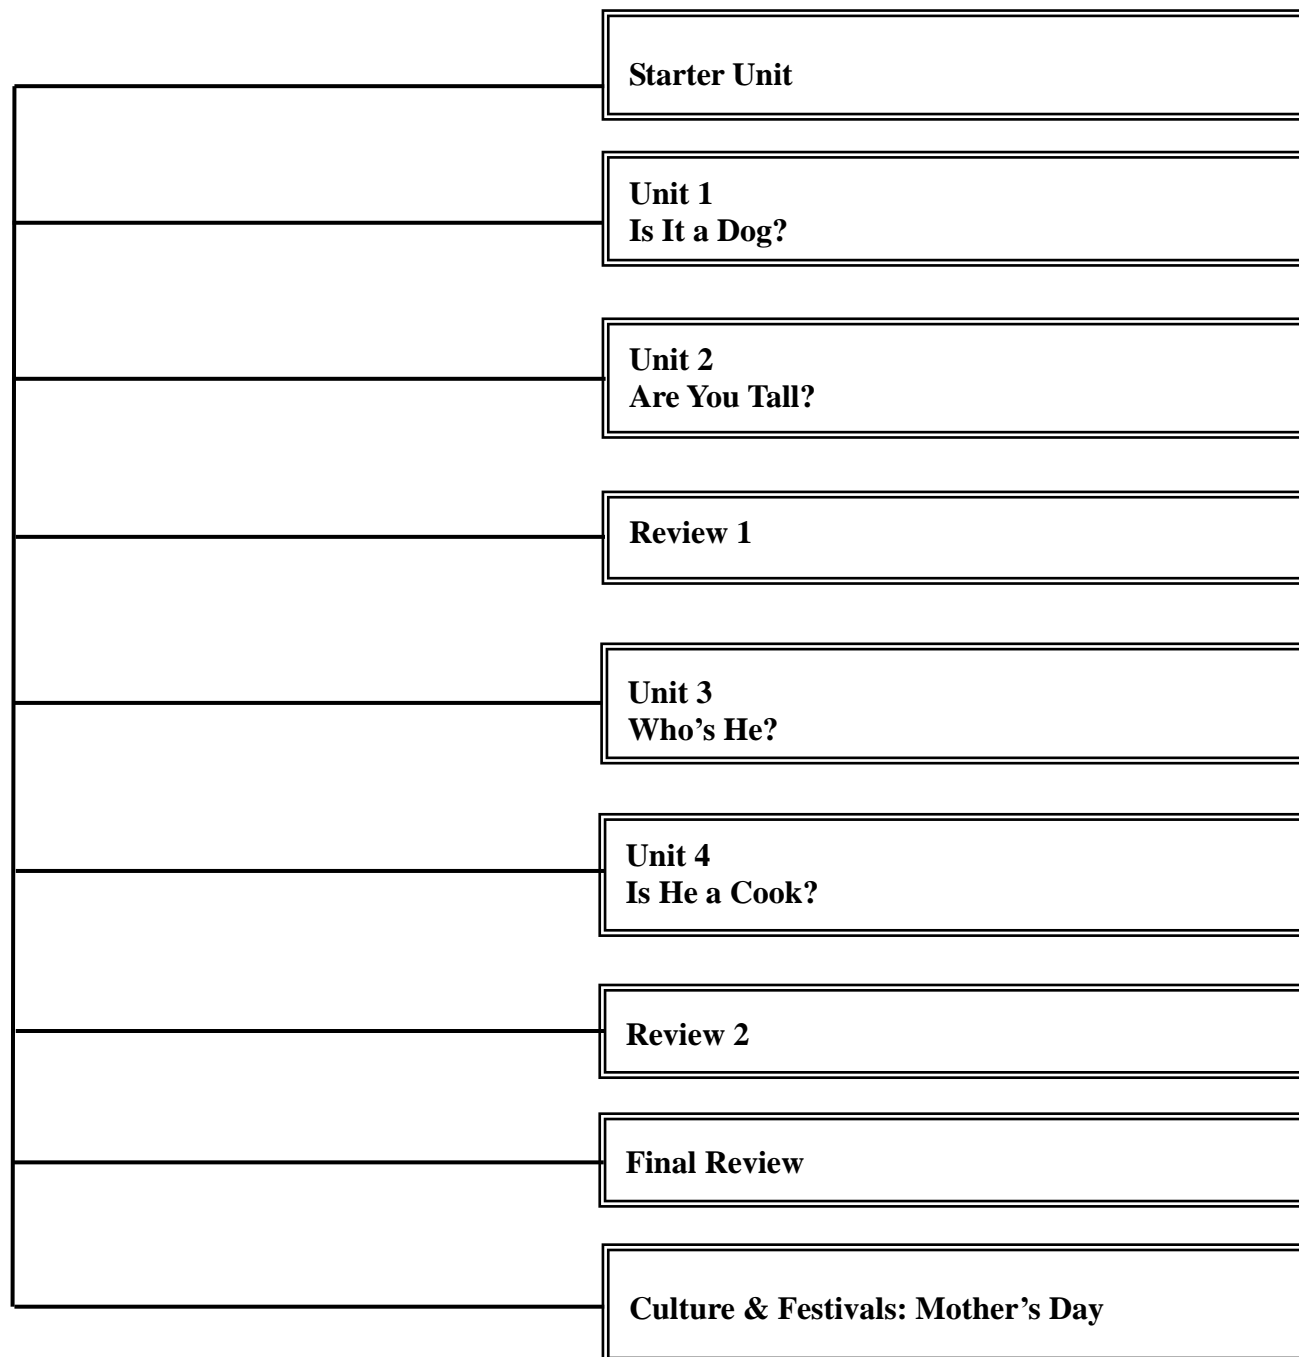 Starter Unit
Unit 1
Is It a Dog?
Unit 2
Are You Tall?
Review 1
Unit 3
Who’s He?
Unit 4
Is He a Cook?
Review 2
Final Review
Culture & Festivals: Mother’s Day